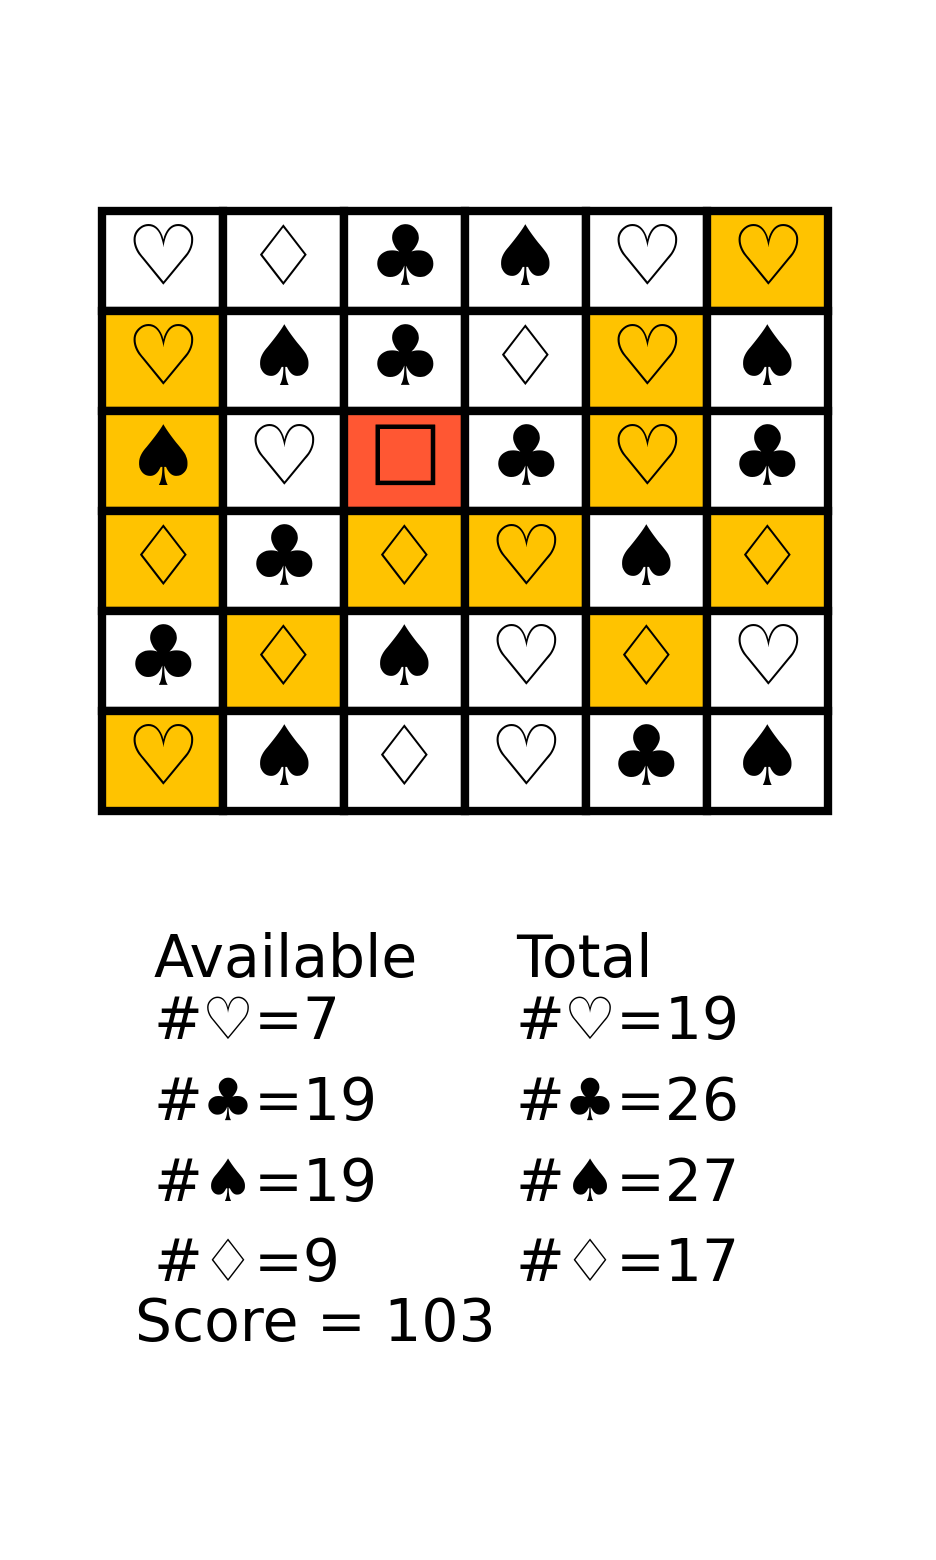 ♡ ♢ ♣ ♠ ♡ ♡
♡ ♠ ♣ ♢ ♡ ♠
♠ ♡ □ ♣ ♡ ♣
♢ ♣ ♢ ♡ ♠ ♢
♣ ♢ ♠ ♡ ♢ ♡
♡ ♠ ♢ ♡ ♣ ♠
Available Total
#♡=7 #♡=19
#♣=19 #♣=26
#♠=19 #♠=27
#♢=9 #♢=17
Score = 103